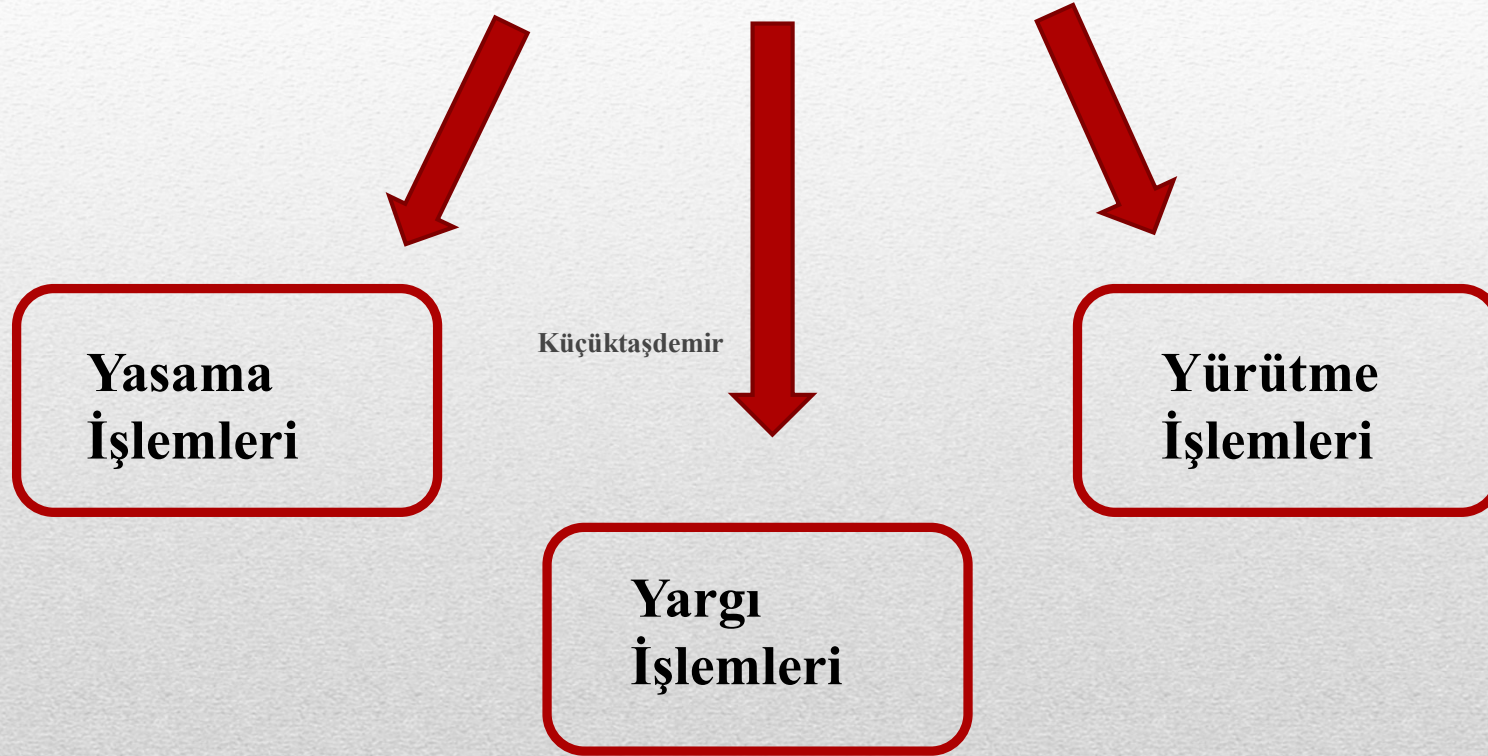 Küçüktaşdemir
Yasama
İşlemleri
Yürütme
İşlemleri
Yargı
İşlemleri